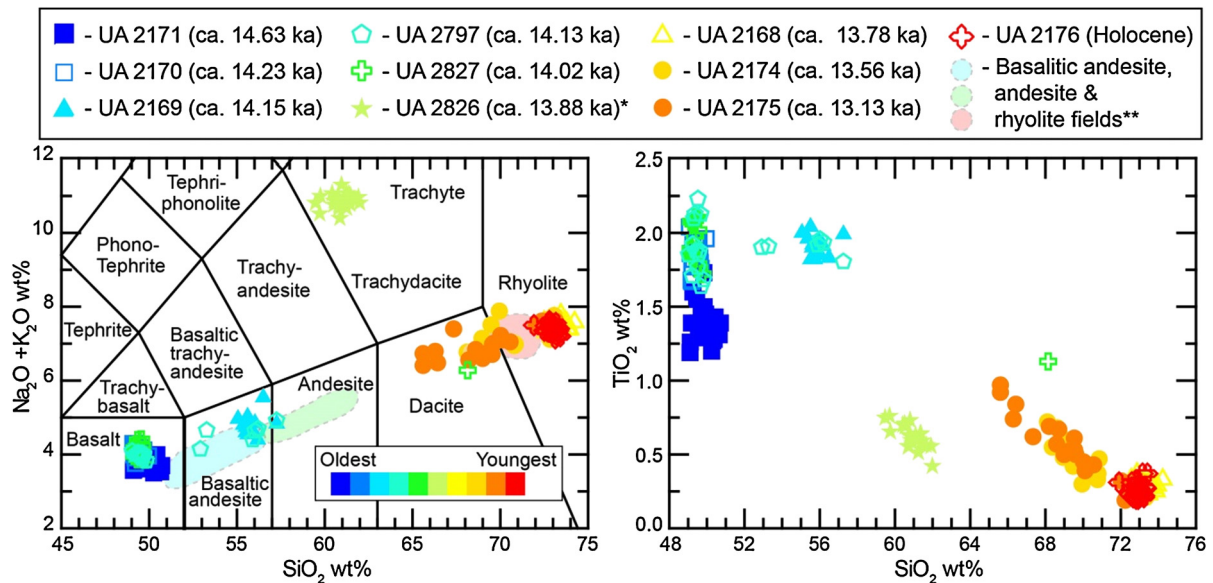 - UA 2171 (ca. 14.63 ka) - UA 2797 (ca. 14.13 ka) - UA 2168 (ca. 13.78 ka) - UA 2176 (Holocene)
- UA 2170 (ca. 14.23 ka) - UA 2827 (ca. 14.02 ka) - UA 2174 (ca. 13.56 ka) - Basalitic andesite,
andesite &
- UA 2169 (ca. 14.15 ka) - UA 2826 (ca. 13.88 ka)* - UA 2175 (ca. 13.13 ka) rhyolite fields**
Na2O +K2O wt%
12
10
8
6
4
2
Tephri-
phonolite
Trachyte
Phono-
Tephrite
Trachy-
andesite
Trachydacite
Rhyolite
Tephrite
Basaltic
trachy-
andesite
Trachy-
basalt
Andesite
Dacite
Basalt
Basaltic
andesite
Oldest Youngest
45 50 55 60 65 70 75
SiO2 wt%
TiO2 wt%
2.5
2.0
1.5
1.0
0.5
0.0
48 52 56 60 64 68 72 76
SiO2 wt%